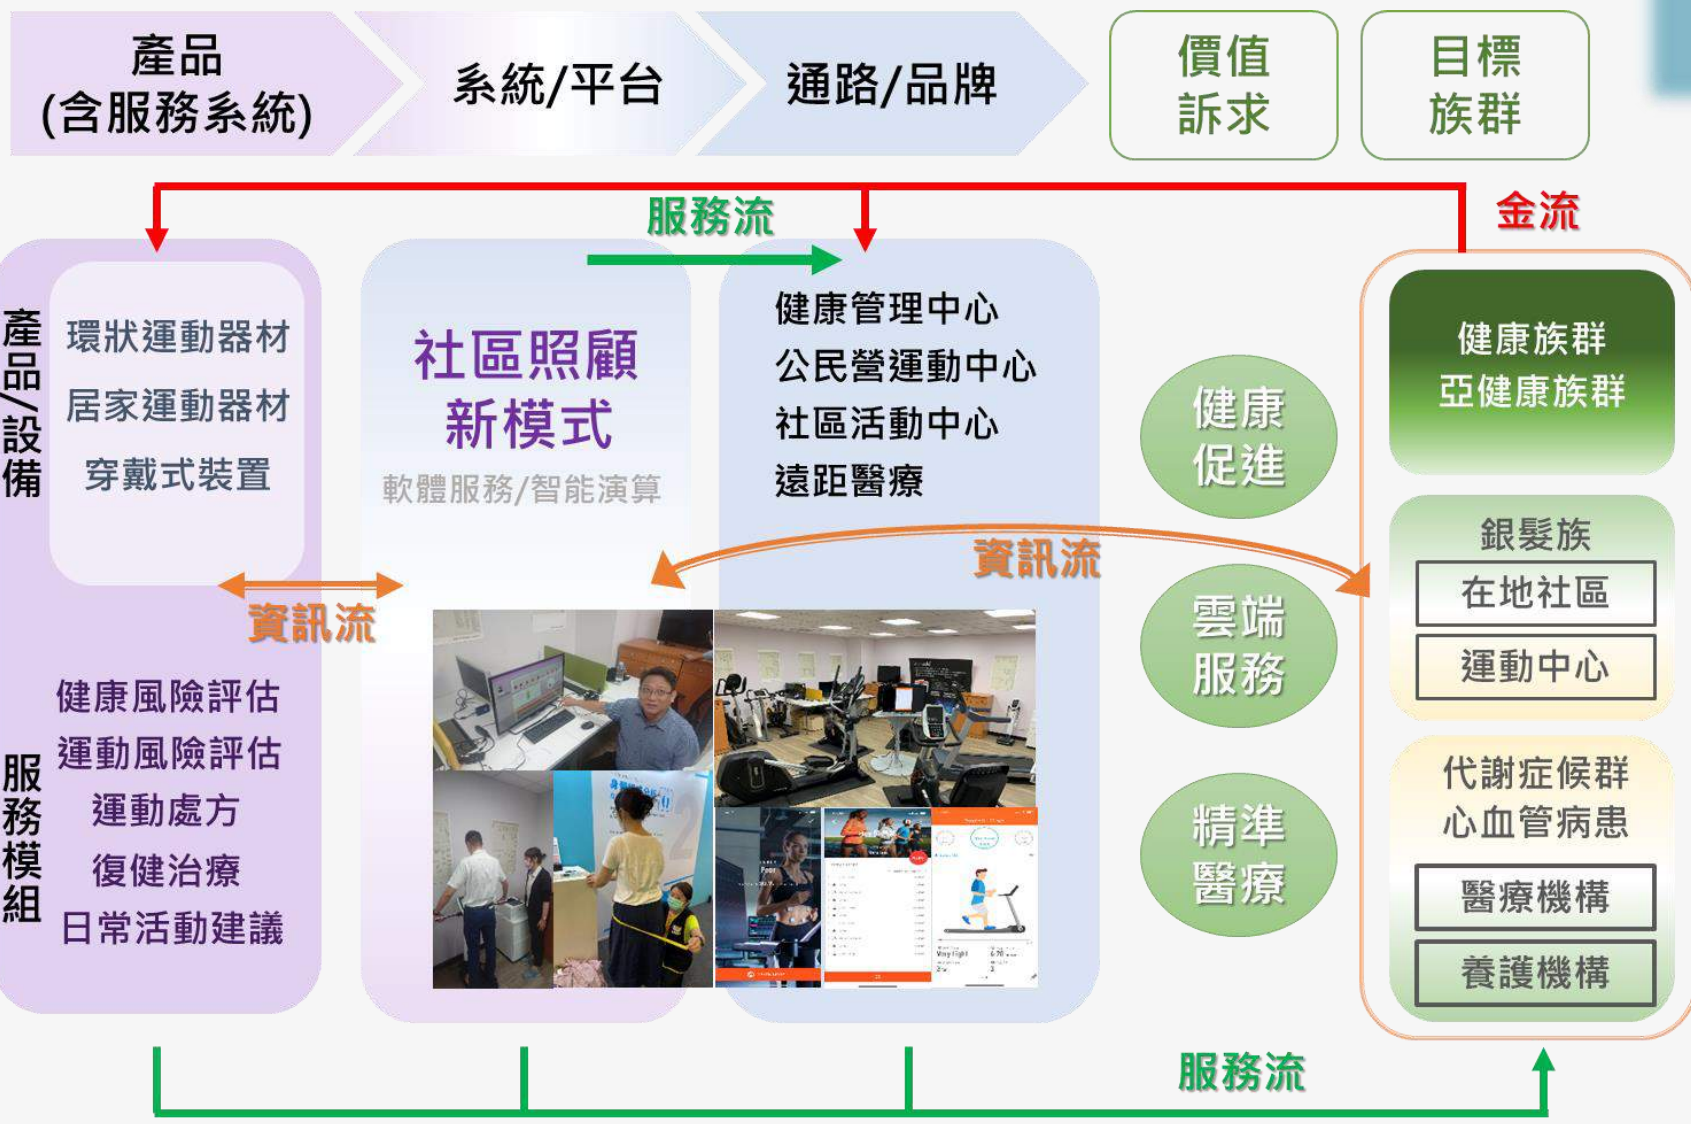 產品
(含服務系統)
系統/平台
通路/品牌
價值
訴求
目標
族群
服務流
金流
產品/設備
環狀運動器材
居家運動器材
穿戴式裝置
社區照顧
新模式
軟體服務/智能演算
健康管理中心
公民營運動中心
社區活動中心
遠距醫療
健康
促進
健康族群
亞健康族群
資訊流
資訊流
銀髮族
在地社區
運動中心
雲端
服務
服務模組
健康風險評估
運動風險評估
運動處方
復健治療
日常活動建議
Poor
Very light
精準
醫療
代謝症候群
心血管病患
醫療機構
養護機構
服務流